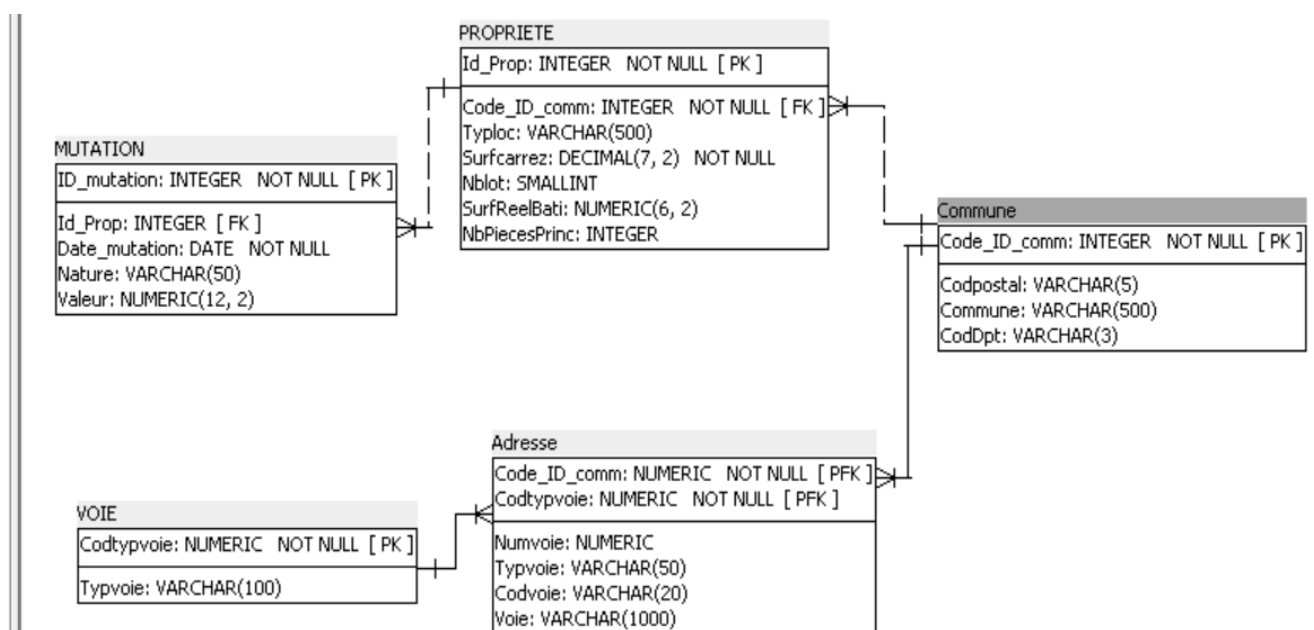 PROPRIETE
Id_Prop: INTEGER NOT NULL [ PK ]
Code_ID_comm: INTEGER NOT NULL [ FK ]
Typloc: VARCHAR(500)
Surfcarrez: DECIMAL(7, 2) NOT NULL
Nblot: SMALLINT
SurfReelBati: NUMERIC(6, 2)
NbPiecesPrinc: INTEGER
MUTATION
ID_mutation: INTEGER NOT NULL [ PK ]
Id_Prop: INTEGER [ FK ]
Date_mutation: DATE NOT NULL
Nature: VARCHAR(50)
Valeur: NUMERIC(12, 2)
Commune
Code_ID_comm: INTEGER NOT NULL [ PK ]
Codpostal: VARCHAR(5)
Commune: VARCHAR(500)
CodDpt: VARCHAR(3)
Adresse
Code_ID_comm: NUMERIC NOT NULL [ PFK ]
Codtypvoie: NUMERIC NOT NULL [ PFK ]
Numvoie: NUMERIC
Typvoie: VARCHAR(50)
Codvoie: VARCHAR(20)
Voie: VARCHAR(1000)
VOIE
Codtypvoie: NUMERIC NOT NULL [ PK ]
Typvoie: VARCHAR(100)